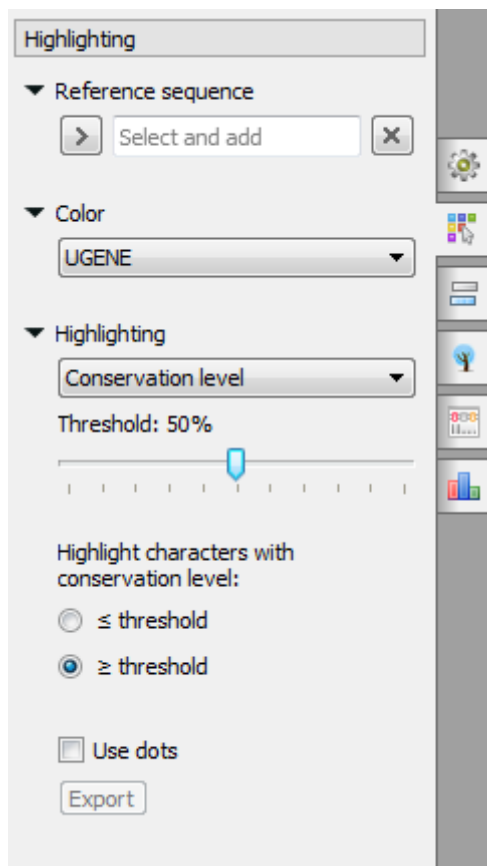 Highlighting
Reference sequence
Select and add
Color
UGENE
Highlighting
Conservation level
Threshold: 50%
Highlight characters with
conservation level:
≤ threshold
≥ threshold
Use dots
Export